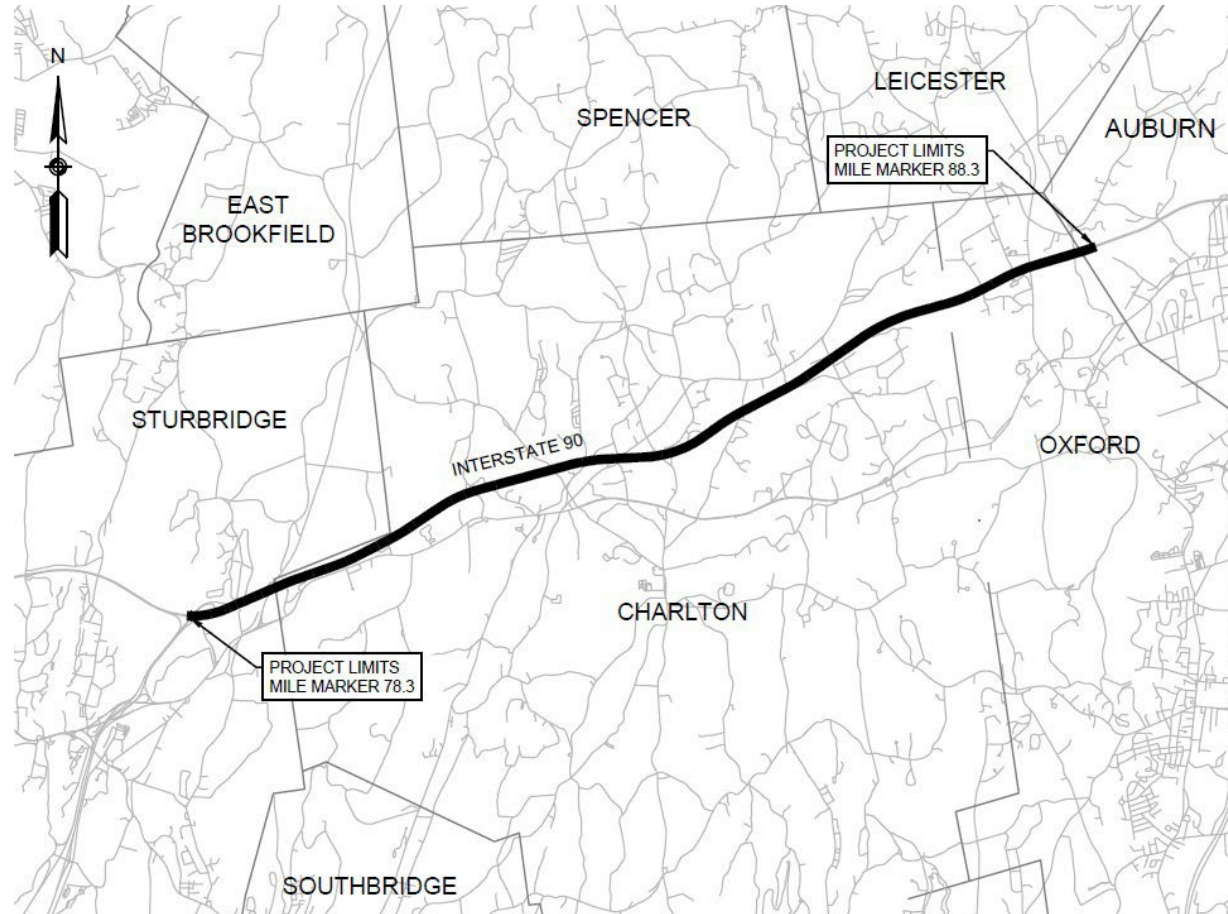 N
LEICESTER
SPENCER
AUBURN
PROJECT LIMITS
MILE MARKER 88.3
EAST
BROOKFIELD
STURBRIDGE
OXFORD
INTERSTATE 90
CHARLTON
PROJECT LIMITS
MILE MARKER 78.3
SOUTHBRIDGE